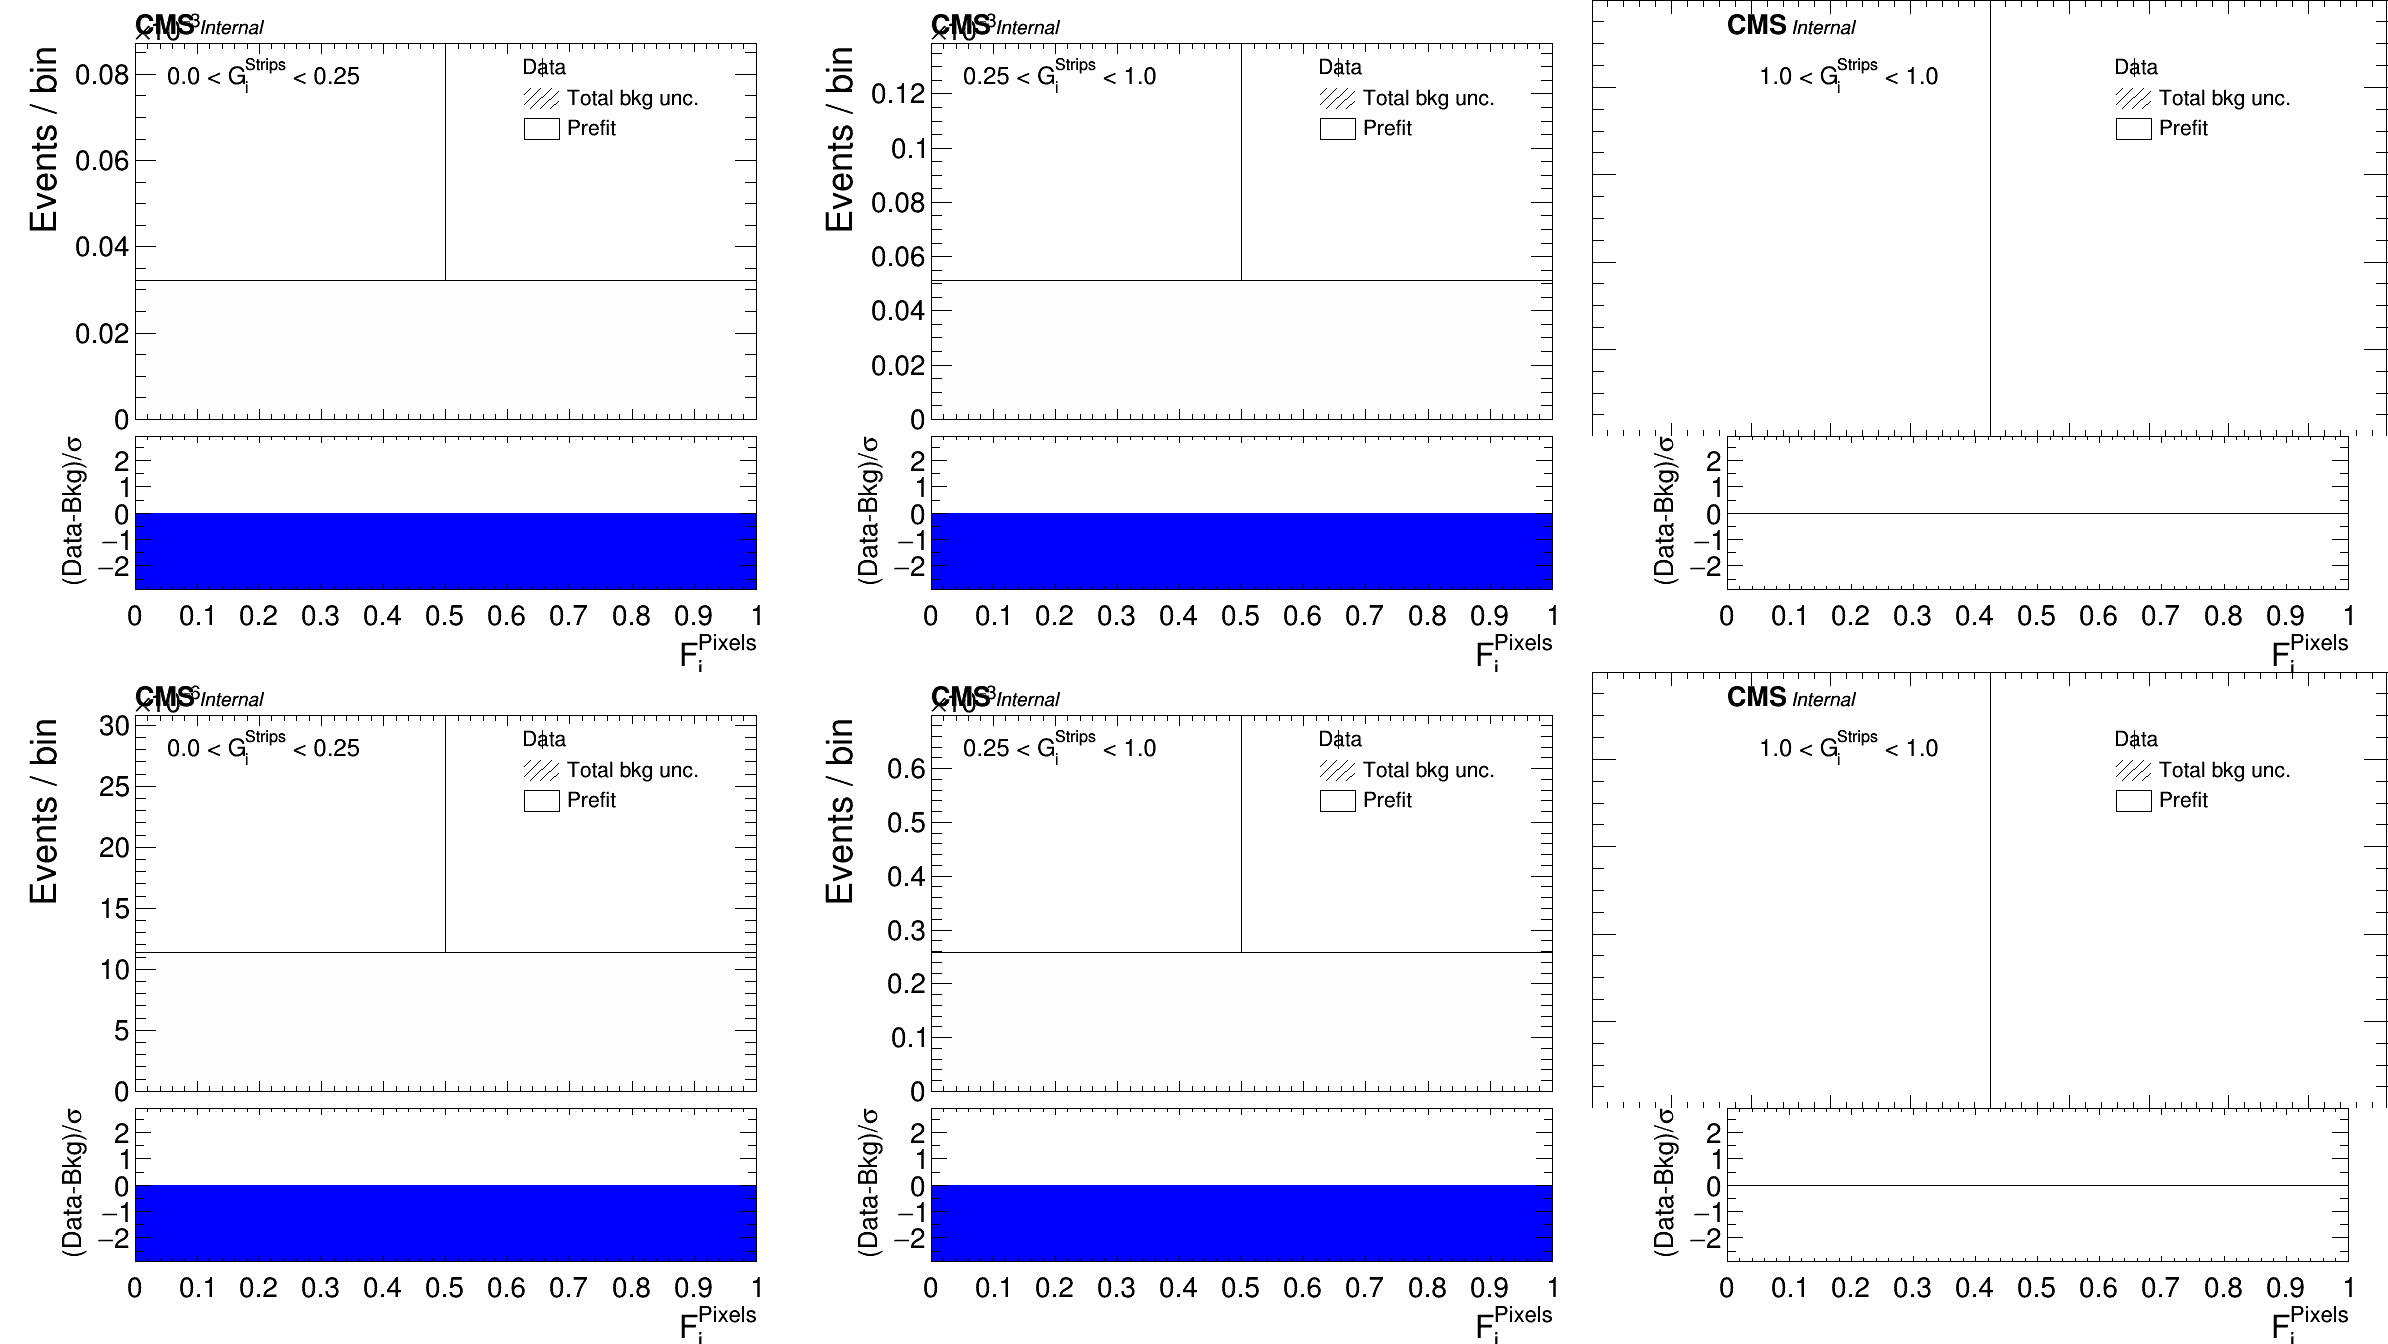 CMS Internal
×10⁻³
Events / bin
0.0 < G_i^Strips < 0.25
Data
Total bkg unc.
Prefit
0.08
0.06
0.04
0.02
0
(Data-Bkg)/σ
2
1
0
−1
−2
0 0.1 0.2 0.3 0.4 0.5 0.6 0.7 0.8 0.9 1
F_i^Pixels
CMS Internal
×10⁻³
Events / bin
0.25 < G_i^Strips < 1.0
Data
Total bkg unc.
Prefit
0.12
0.1
0.08
0.06
0.04
0.02
0
(Data-Bkg)/σ
2
1
0
−1
−2
0 0.1 0.2 0.3 0.4 0.5 0.6 0.7 0.8 0.9 1
F_i^Pixels
CMS Internal
1.0 < G_i^Strips < 1.0
Data
Total bkg unc.
Prefit
(Data-Bkg)/σ
2
1
0
−1
−2
0 0.1 0.2 0.3 0.4 0.5 0.6 0.7 0.8 0.9 1
F_i^Pixels
CMS Internal
×10⁻⁶
Events / bin
0.0 < G_i^Strips < 0.25
Data
Total bkg unc.
Prefit
30
25
20
15
10
5
0
(Data-Bkg)/σ
2
1
0
−1
−2
0 0.1 0.2 0.3 0.4 0.5 0.6 0.7 0.8 0.9 1
F_i^Pixels
CMS Internal
×10⁻³
Events / bin
0.25 < G_i^Strips < 1.0
Data
Total bkg unc.
Prefit
0.6
0.5
0.4
0.3
0.2
0.1
0
(Data-Bkg)/σ
2
1
0
−1
−2
0 0.1 0.2 0.3 0.4 0.5 0.6 0.7 0.8 0.9 1
F_i^Pixels
CMS Internal
1.0 < G_i^Strips < 1.0
Data
Total bkg unc.
Prefit
(Data-Bkg)/σ
2
1
0
−1
−2
0 0.1 0.2 0.3 0.4 0.5 0.6 0.7 0.8 0.9 1
F_i^Pixels